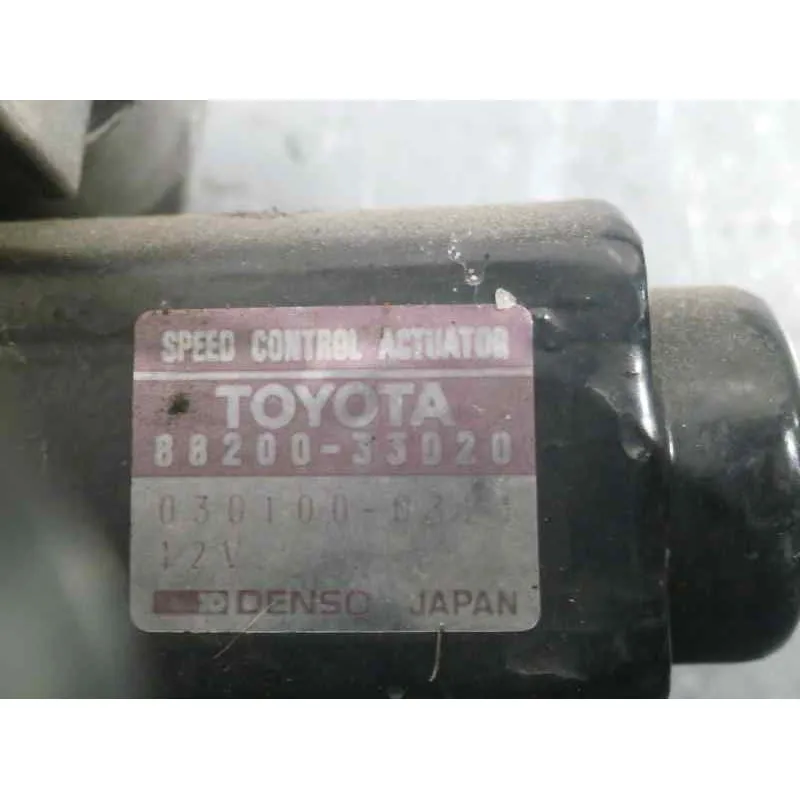 SPEED CONTROL ACTUATOR
TOYOTA
88200-33020
12V
DENSO JAPAN